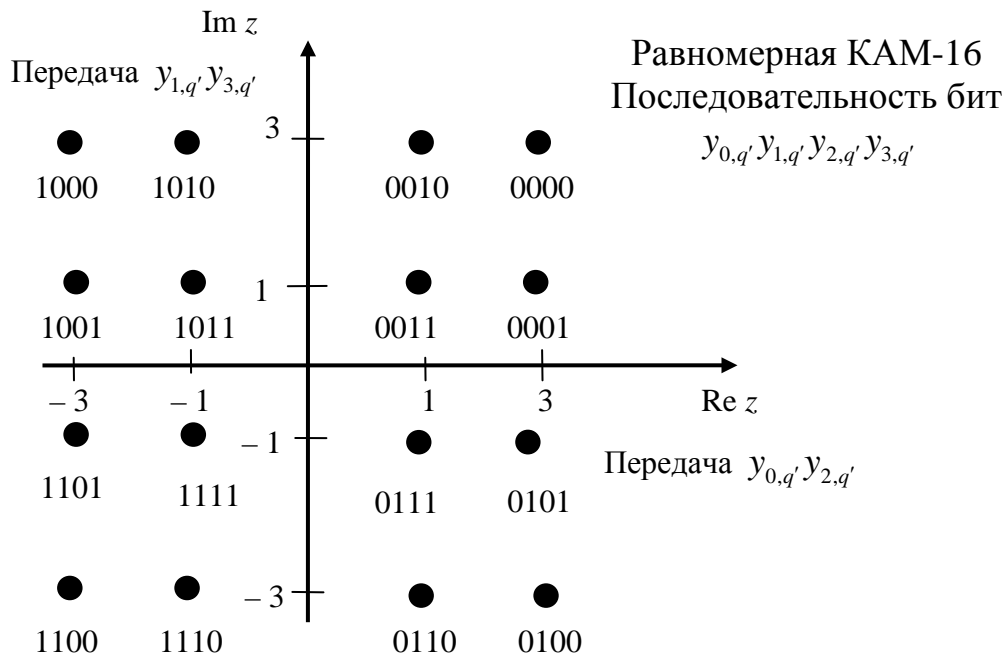 Im z
Равномерная КАМ-16
Последовательность бит
y0,q′ y1,q′ y2,q′ y3,q′
Передача y1,q′ y3,q′
3
1000 1010 0010 0000
1
1001 1011 0011 0001
– 3 – 1 1 3 Re z
– 1
Передача y0,q′ y2,q′
1101 1111 0111 0101
– 3
1100 1110 0110 0100